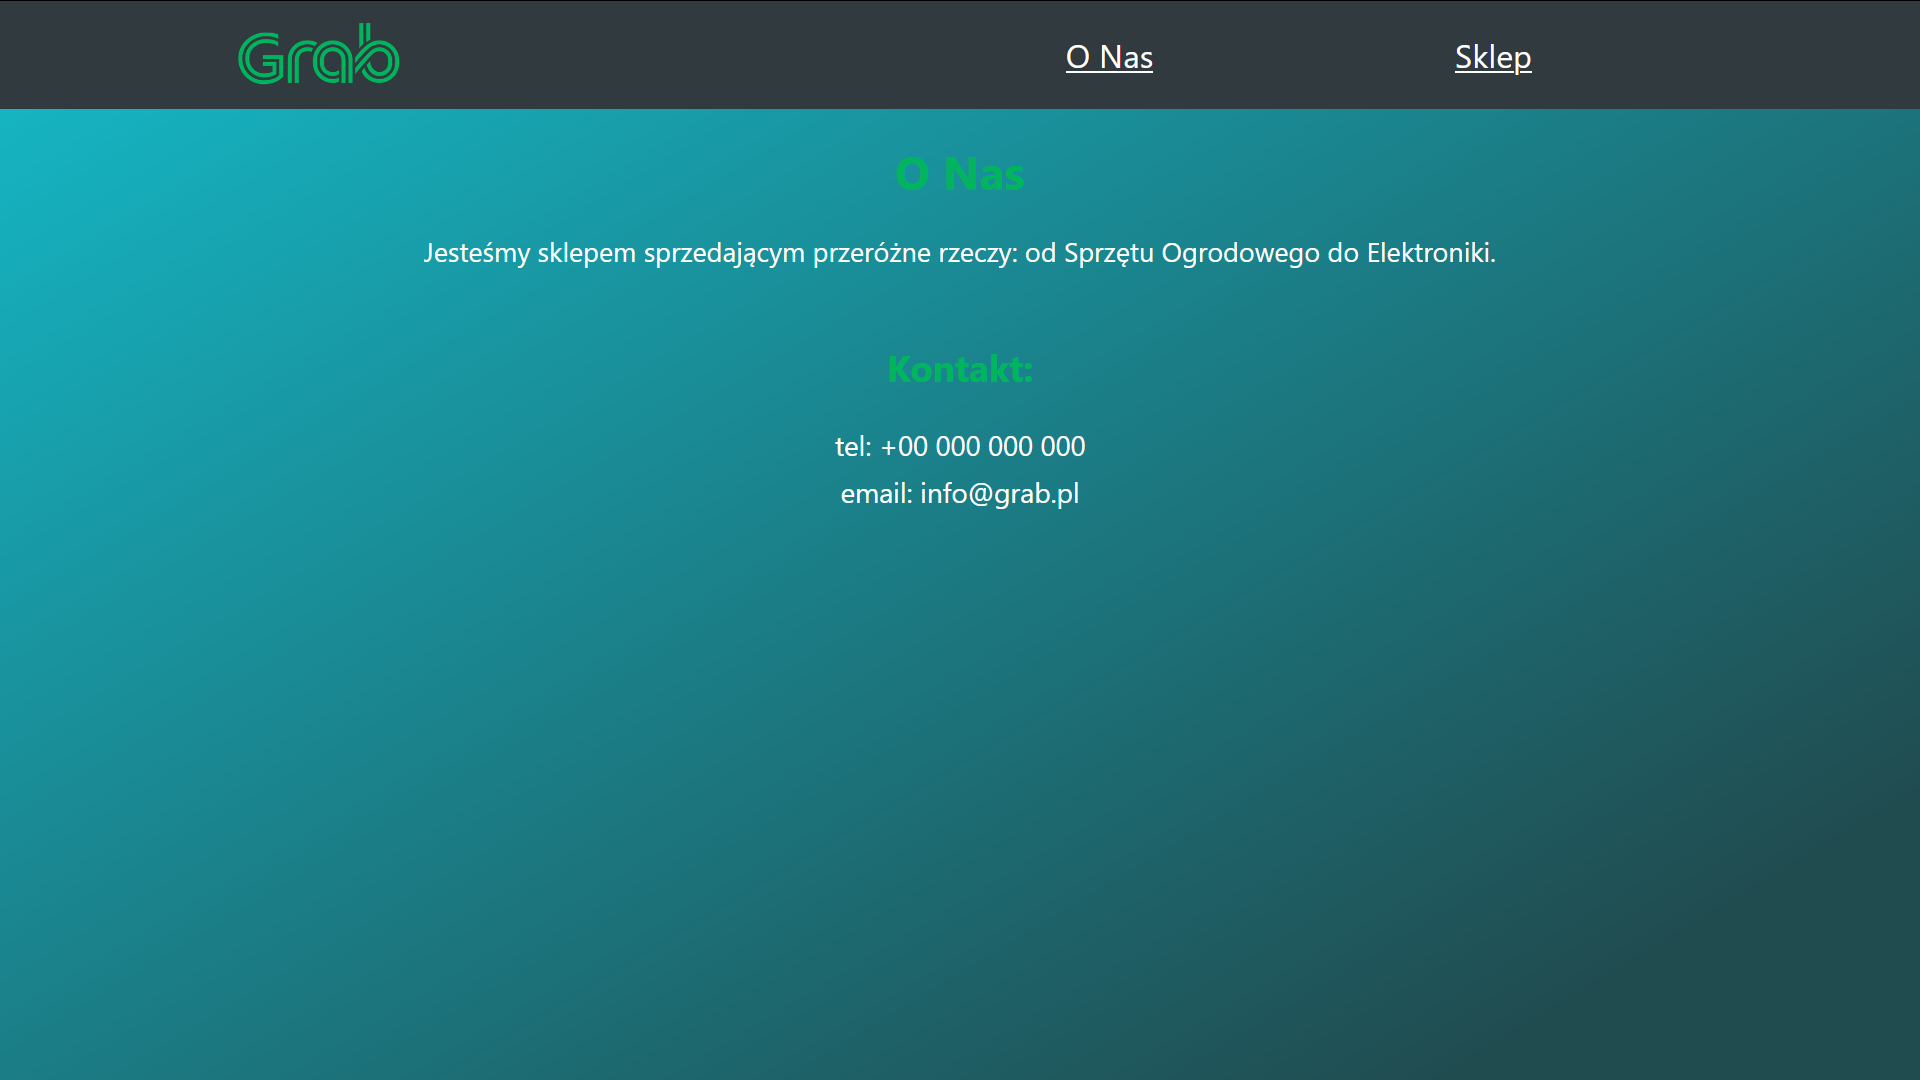 Grab
O Nas
Sklep
O Nas
Jesteśmy sklepem sprzedającym przeróżne rzeczy: od Sprzętu Ogrodowego do Elektroniki.
Kontakt:
tel: +00 000 000 000
email: info@grab.pl